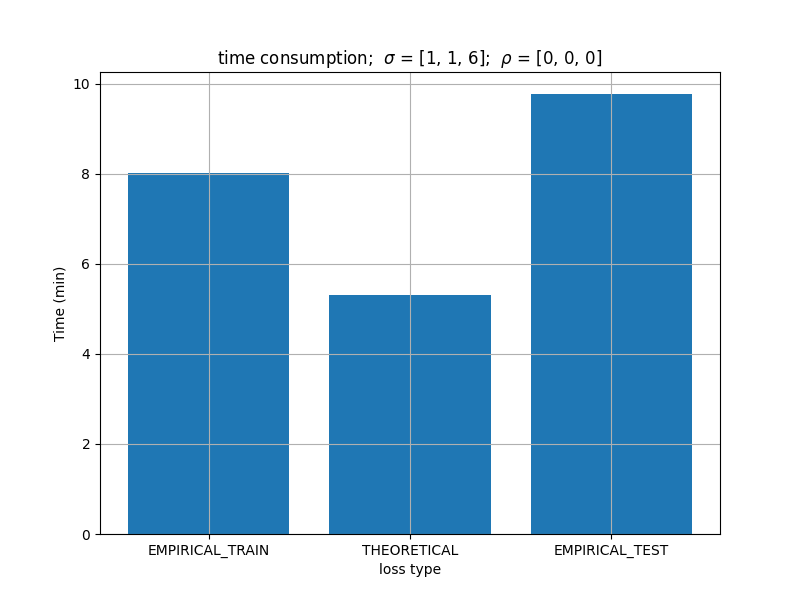 time consumption;  σ = [1, 1, 6];  ρ = [0, 0, 0]
10
8
6
4
2
0
Time (min)
EMPIRICAL_TRAIN THEORETICAL EMPIRICAL_TEST
loss type